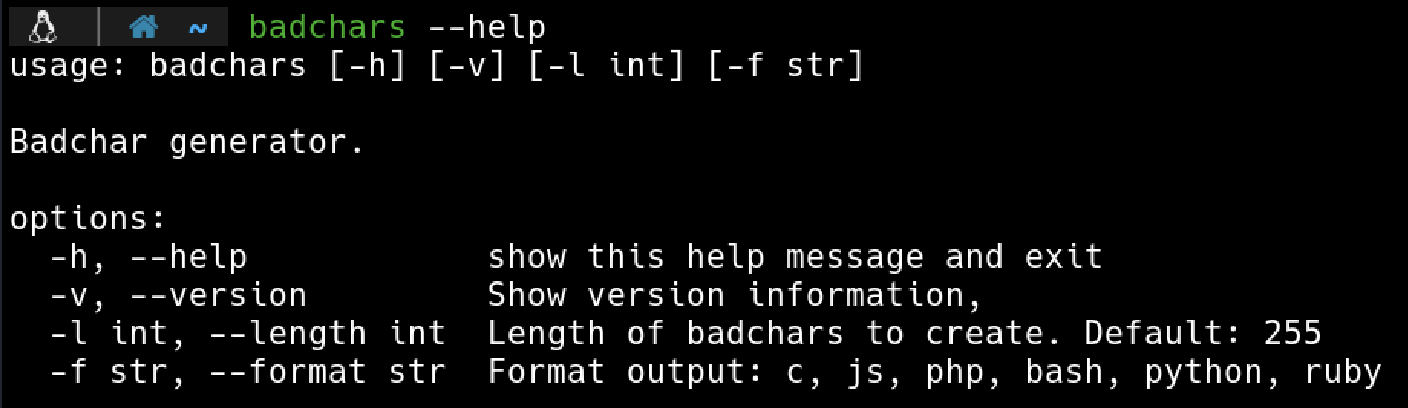 ~ badchars --help
usage: badchars [-h] [-v] [-l int] [-f str]
Badchar generator.
options:
-h, --help show this help message and exit
-v, --version Show version information,
-l int, --length int Length of badchars to create. Default: 255
-f str, --format str Format output: c, js, php, bash, python, ruby